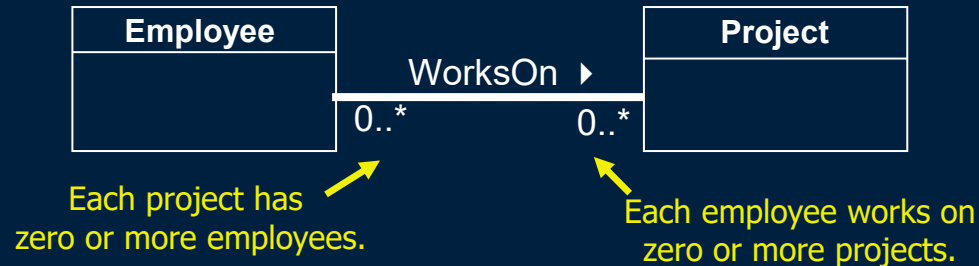 Employee
Project
WorksOn
0..*
0..*
Each project has
zero or more employees.
Each employee works on
zero or more projects.